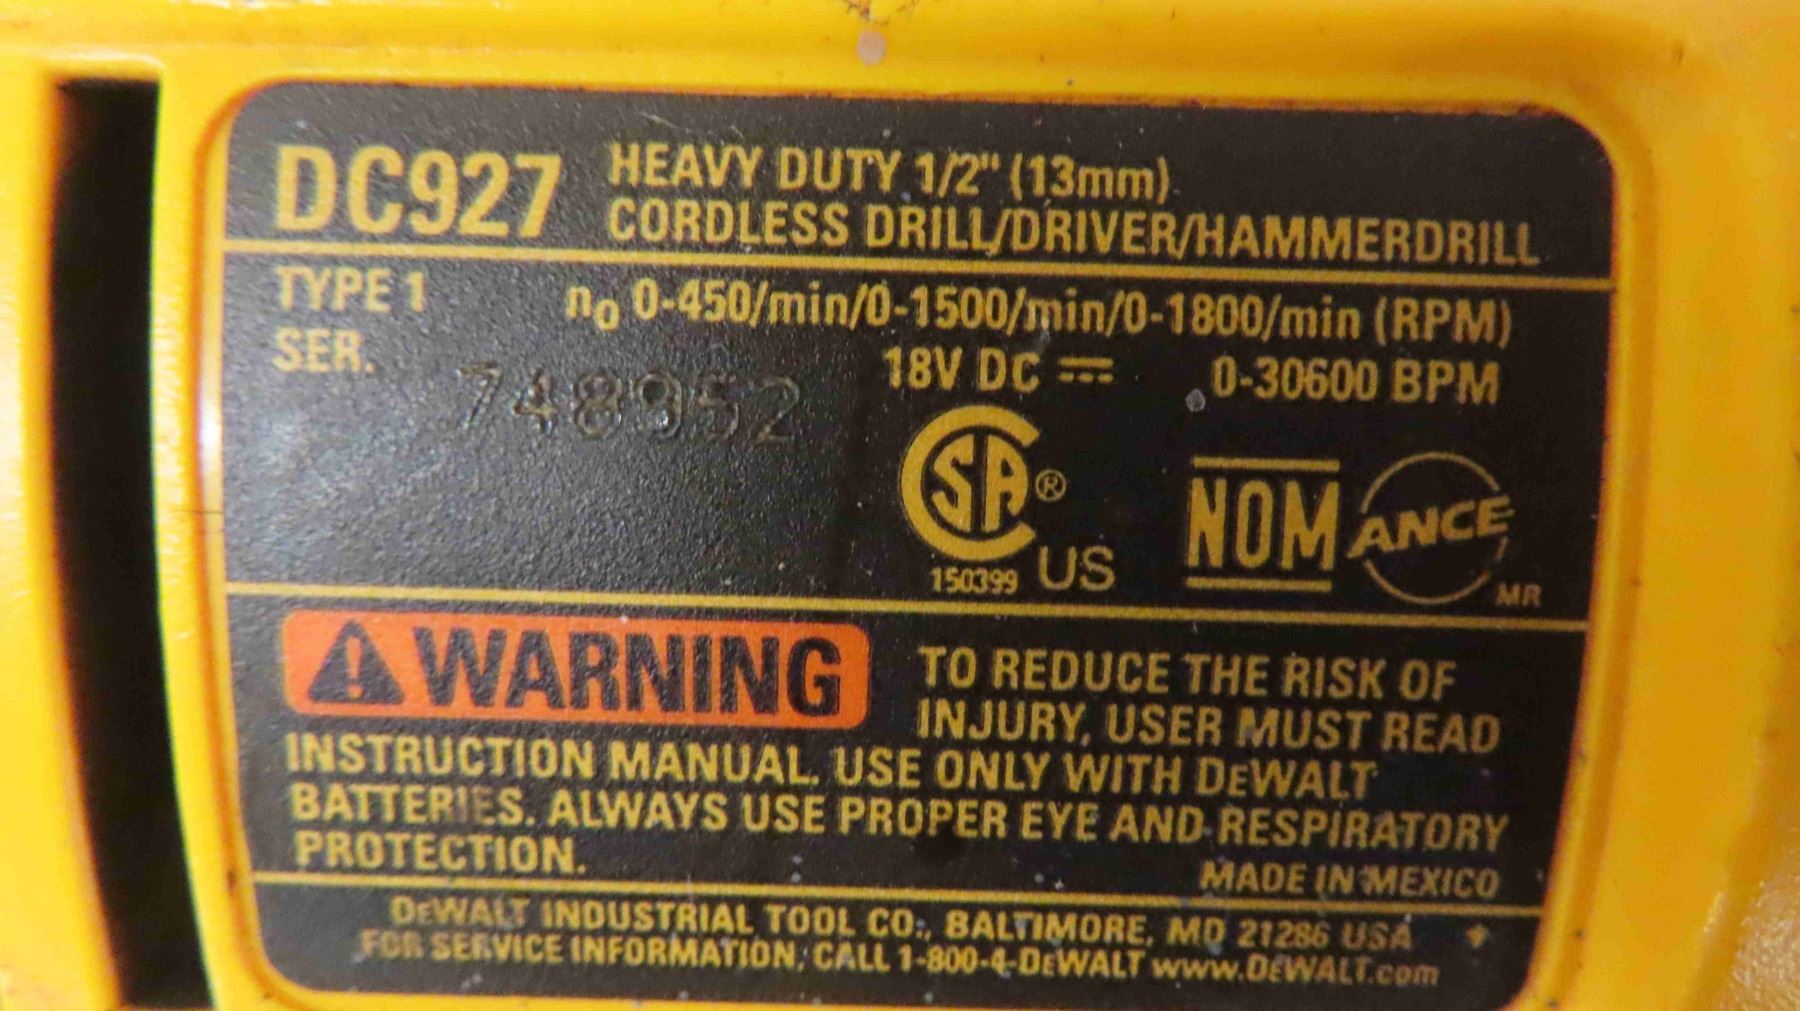 DC927 HEAVY DUTY 1/2" (13mm)
CORDLESS DRILL/DRIVER/HAMMERDRILL
TYPE 1 n₀ 0-450/min/0-1500/min/0-1800/min (RPM)
SER. 748952 18V DC ⎓ 0-30600 BPM
CSA® US
150399
NOM ANCE MR
WARNING TO REDUCE THE RISK OF
INJURY, USER MUST READ
INSTRUCTION MANUAL. USE ONLY WITH DEWALT
BATTERIES. ALWAYS USE PROPER EYE AND RESPIRATORY
PROTECTION.
MADE IN MEXICO
DEWALT INDUSTRIAL TOOL CO., BALTIMORE, MD 21286 USA
FOR SERVICE INFORMATION, CALL 1-800-4-DEWALT www.DEWALT.com